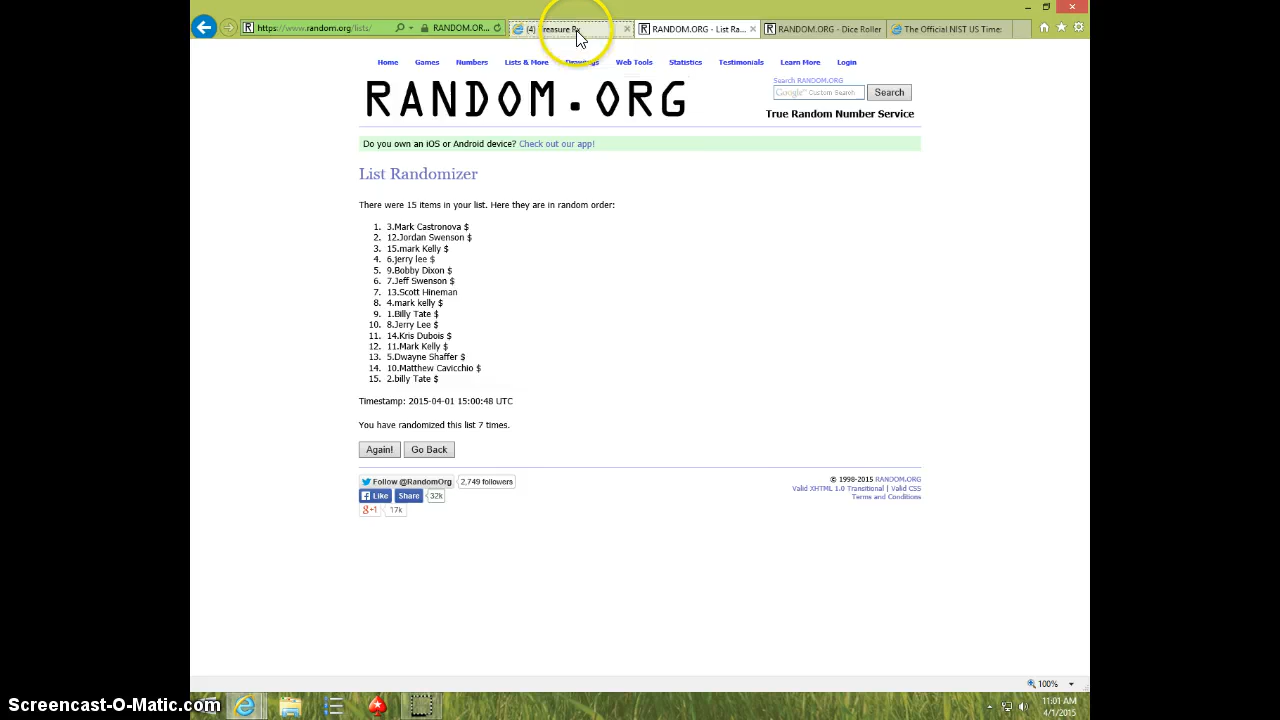 https://www.random.org/lists/
RANDOM.OR...
(4) Treasure
RANDOM.ORG - List Ra...
RANDOM.ORG - Dice Roller
The Official NIST US Time:
Home Games Numbers Lists & More Drawings Web Tools Statistics Testimonials Learn More Login
Search RANDOM.ORG
Google Custom Search
Search
RANDOM.ORG
True Random Number Service
Do you own an iOS or Android device? Check out our app!
List Randomizer
There were 15 items in your list. Here they are in random order:
1. 3.Mark Castronova $
2. 12.Jordan Swenson $
3. 15.mark Kelly $
4. 6.jerry lee $
5. 9.Bobby Dixon $
6. 7.Jeff Swenson $
7. 13.Scott Hineman
8. 4.mark kelly $
9. 1.Billy Tate $
10. 8.Jerry Lee $
11. 14.Kris Dubois $
12. 11.Mark Kelly $
13. 5.Dwayne Shaffer $
14. 10.Matthew Cavicchio $
15. 2.billy Tate $
Timestamp: 2015-04-01 15:00:48 UTC
You have randomized this list 7 times.
Again! Go Back
Follow @RandomOrg 2,749 followers
Like Share 32k
+1 17k
© 1998-2015 RANDOM.ORG
Valid XHTML 1.0 Transitional | Valid CSS
Terms and Conditions
100%
11:01 AM
4/1/2015
Screencast-O-Matic.com